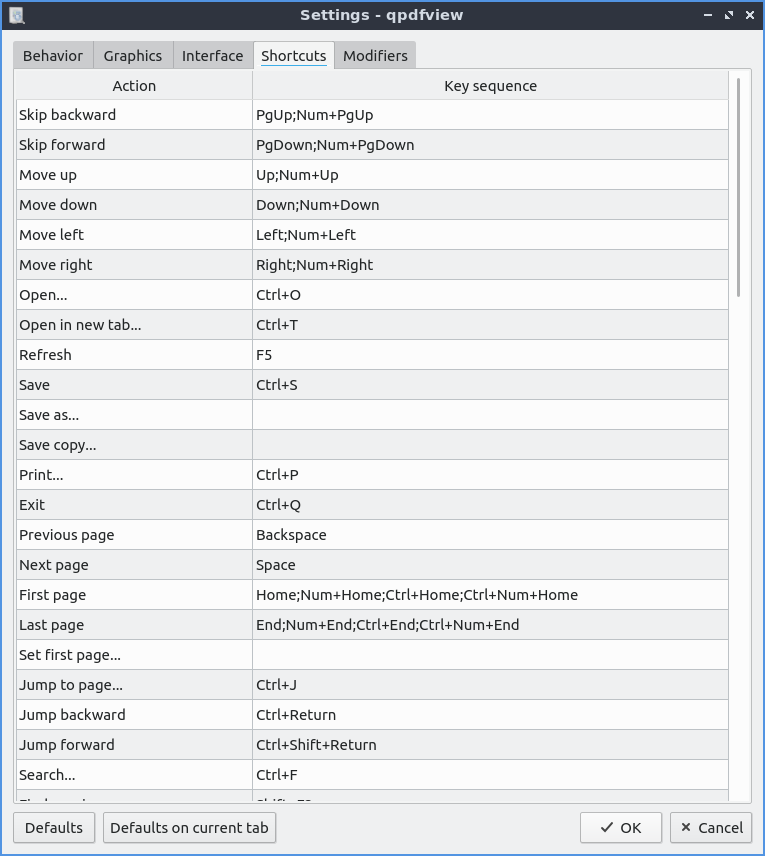 Settings - qpdfview
Behavior Graphics Interface Shortcuts Modifiers
Action Key sequence
Skip backward PgUp;Num+PgUp
Skip forward PgDown;Num+PgDown
Move up Up;Num+Up
Move down Down;Num+Down
Move left Left;Num+Left
Move right Right;Num+Right
Open... Ctrl+O
Open in new tab... Ctrl+T
Refresh F5
Save Ctrl+S
Save as...
Save copy...
Print... Ctrl+P
Exit Ctrl+Q
Previous page Backspace
Next page Space
First page Home;Num+Home;Ctrl+Home;Ctrl+Num+Home
Last page End;Num+End;Ctrl+End;Ctrl+Num+End
Set first page...
Jump to page... Ctrl+J
Jump backward Ctrl+Return
Jump forward Ctrl+Shift+Return
Search... Ctrl+F
Defaults Defaults on current tab OK Cancel